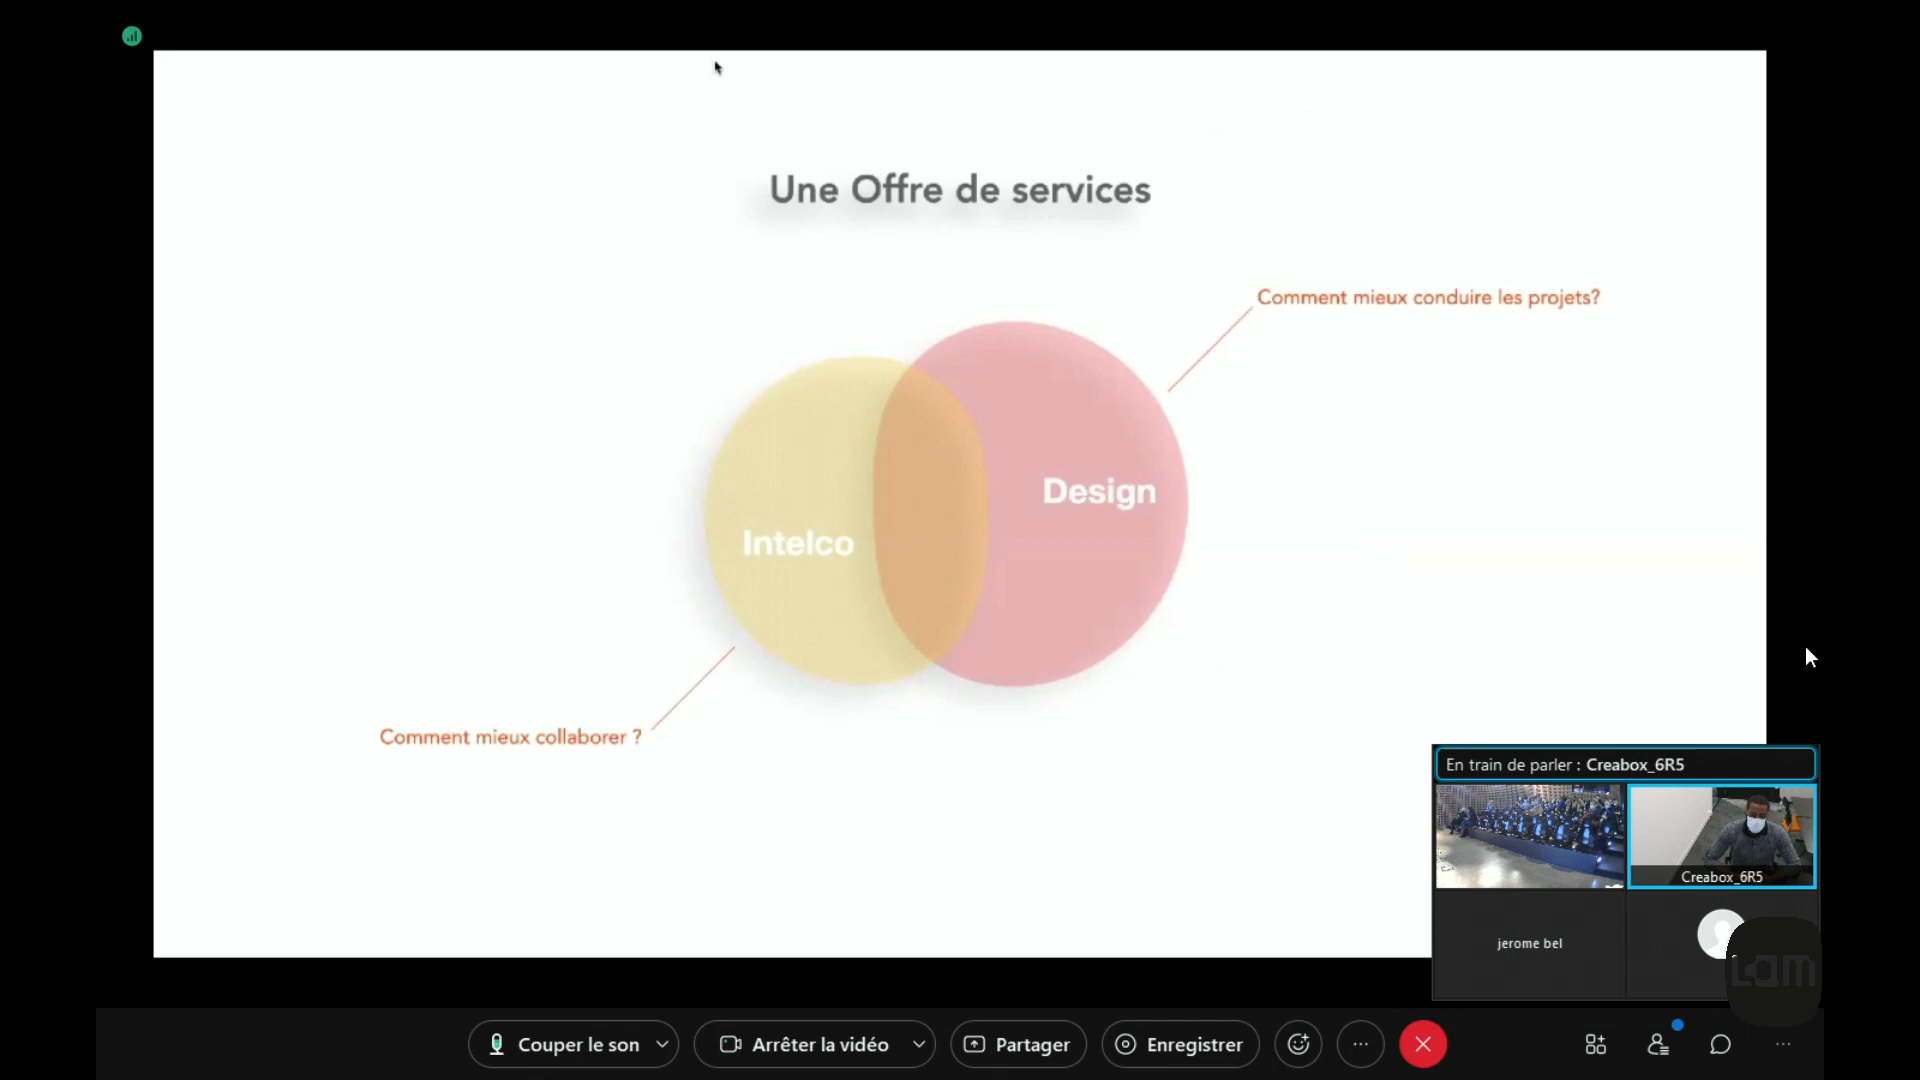 Une Offre de services
Comment mieux conduire les projets?
Design
Intelco
Comment mieux collaborer ?
En train de parler : Creabox_6R5
Creabox_6R5
jerome bel
Lam
Couper le son
Arrêter la vidéo
Partager
Enregistrer